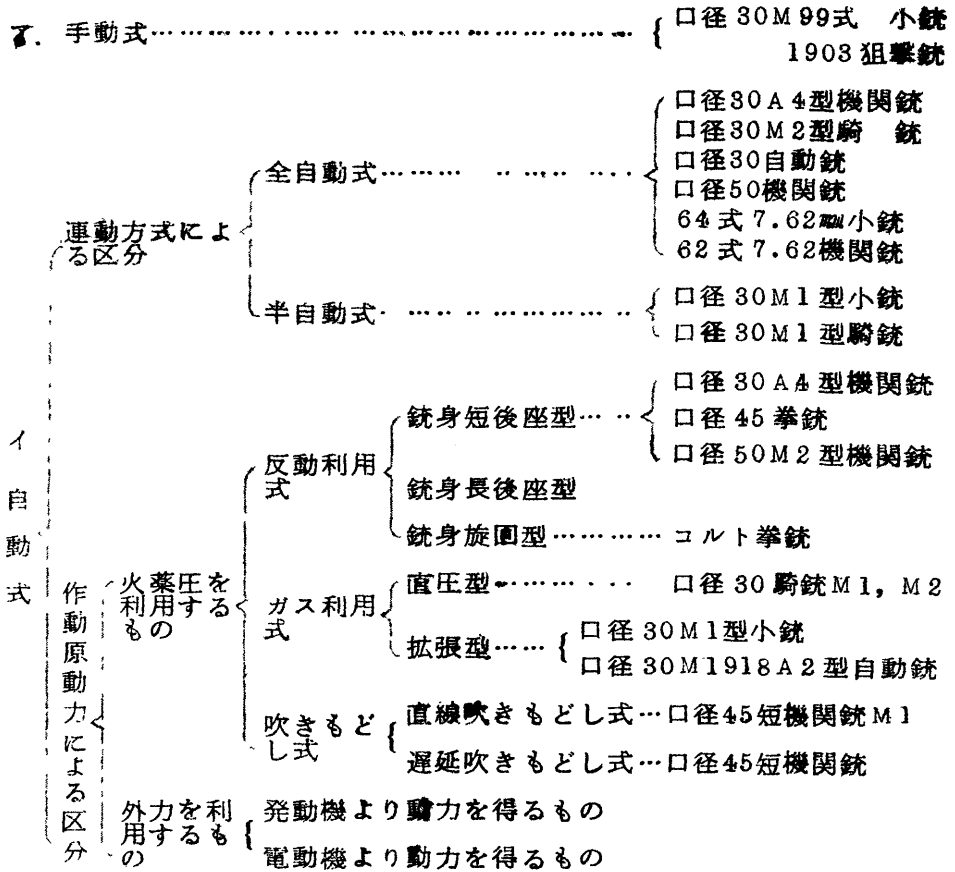 ア. 手動式……………………………… 口径30M99式 小銃
1903狙撃銃
イ 自動式
運動方式による区分
全自動式……………
口径30A4型機関銃
口径30M2型騎 銃
口径30自動銃
口径50機関銃
64式7.62㎜小銃
62式7.62機関銃
半自動式……………
口径30M1型小銃
口径30M1型騎銃
作動原動力による区分
火薬圧を
利用する
もの
反動利用
式
銃身短後座型……
口径30A4型機関銃
口径45拳銃
口径50M2型機関銃
銃身長後座型
銃身旋回型………… コルト拳銃
ガス利用
式
直圧型………… 口径30騎銃M1, M2
拡張型……
口径30M1型小銃
口径30M1918A2型自動銃
吹きもど
し式
直線吹きもどし式…口径45短機関銃M1
遅延吹きもどし式…口径45短機関銃
外力を利
用するも
の
発動機より動力を得るもの
電動機より動力を得るもの